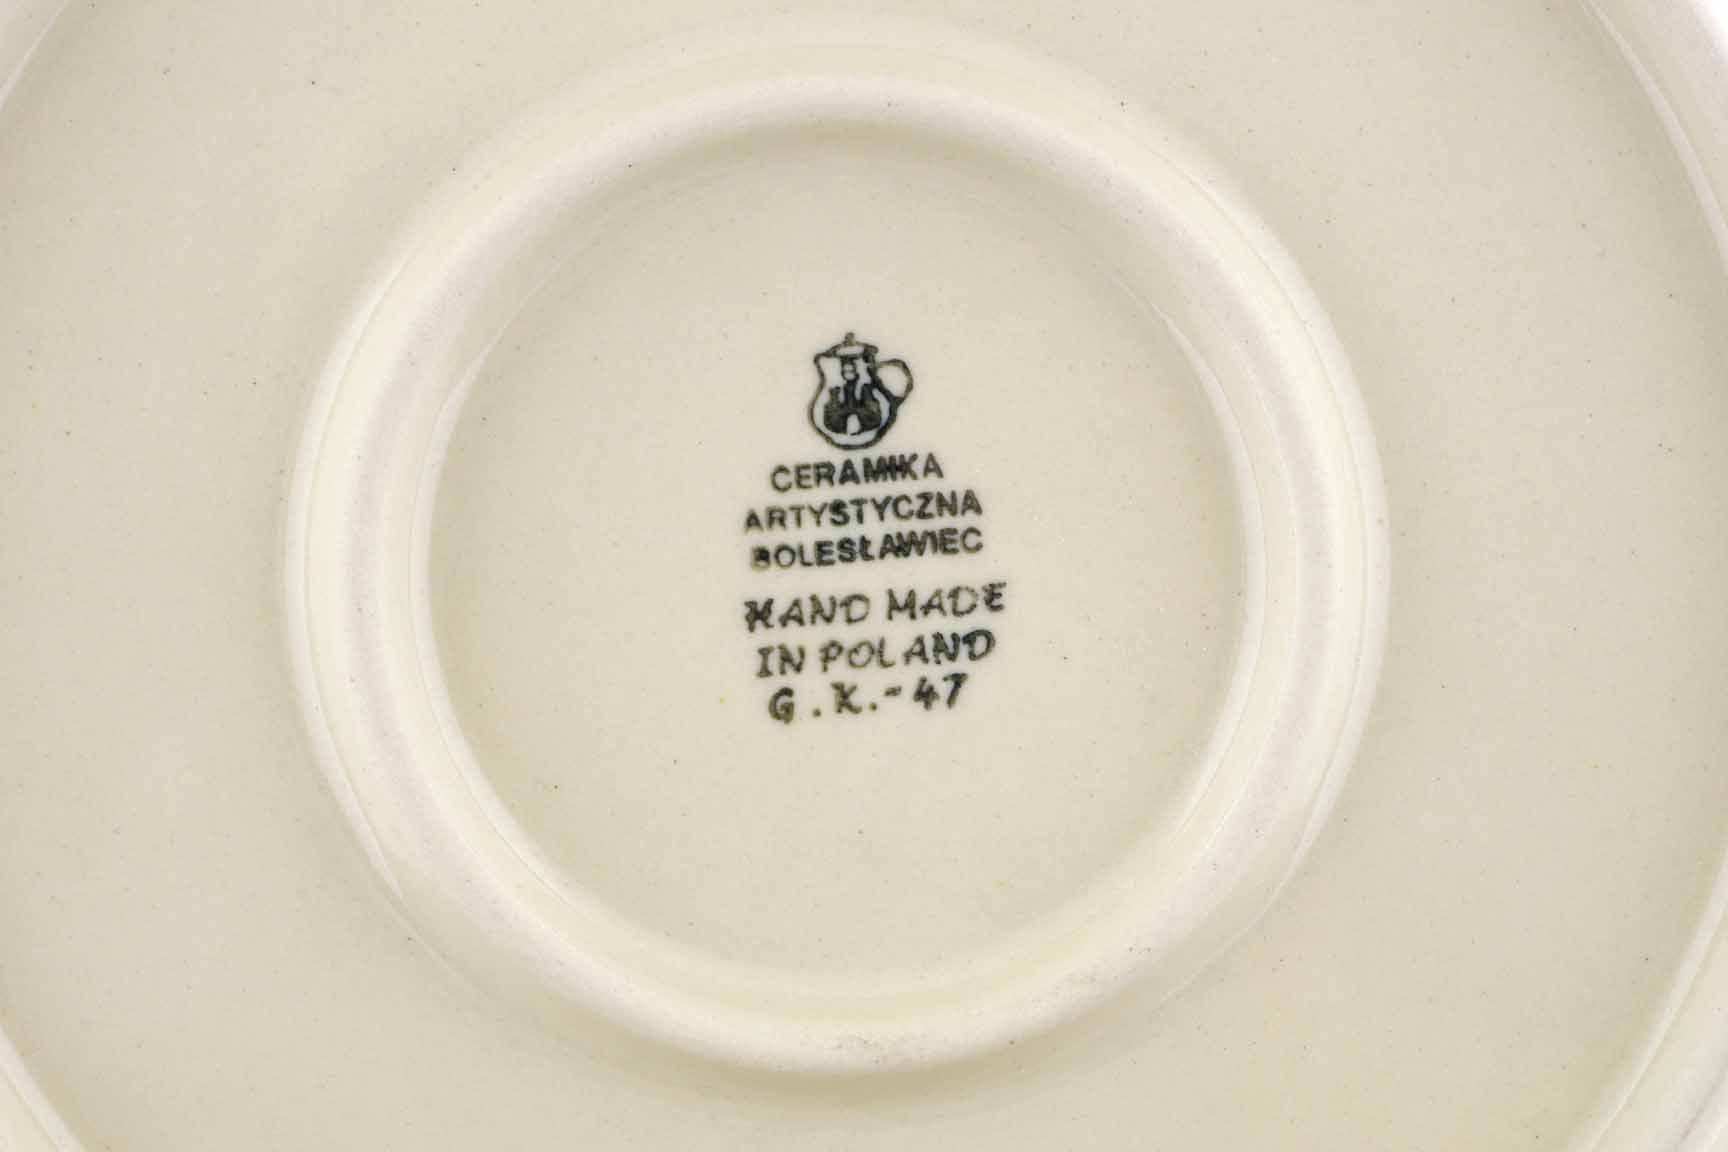 CERAMIKA
ARTYSTYCZNA
BOLESŁAWIEC
HAND MADE
IN POLAND
G.K.-47